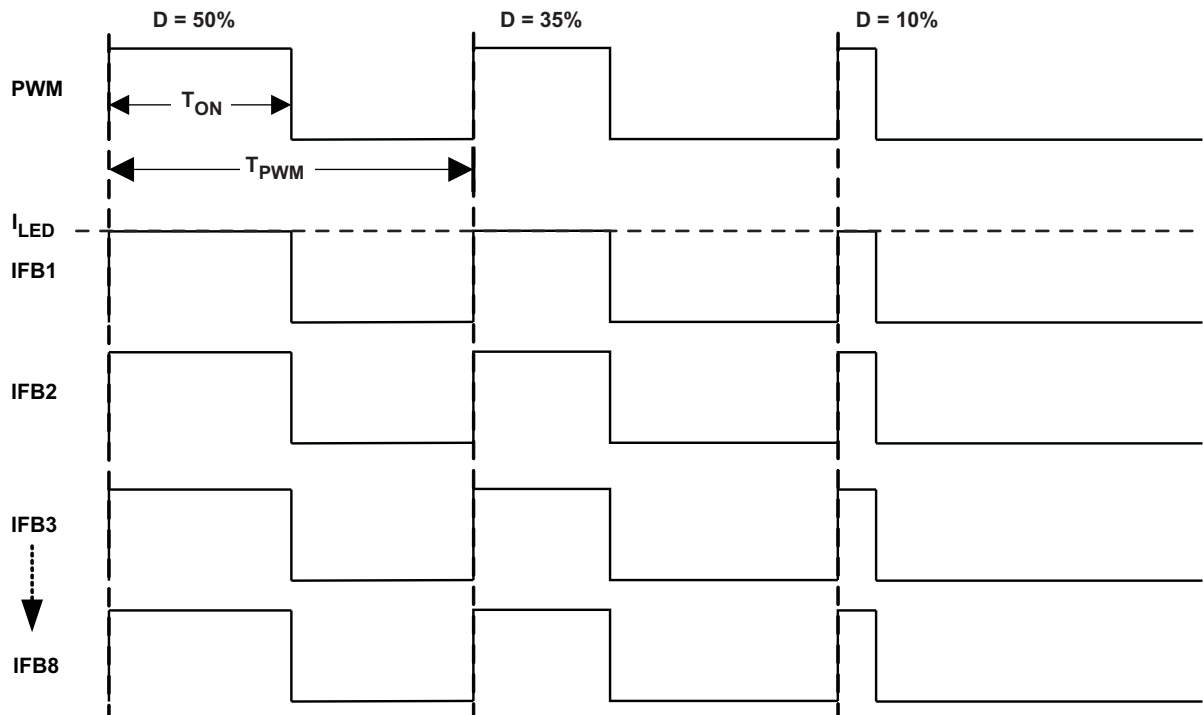 D = 50% D = 35% D = 10%
PWM
TON
TPWM
ILED
IFB1
IFB2
IFB3
IFB8